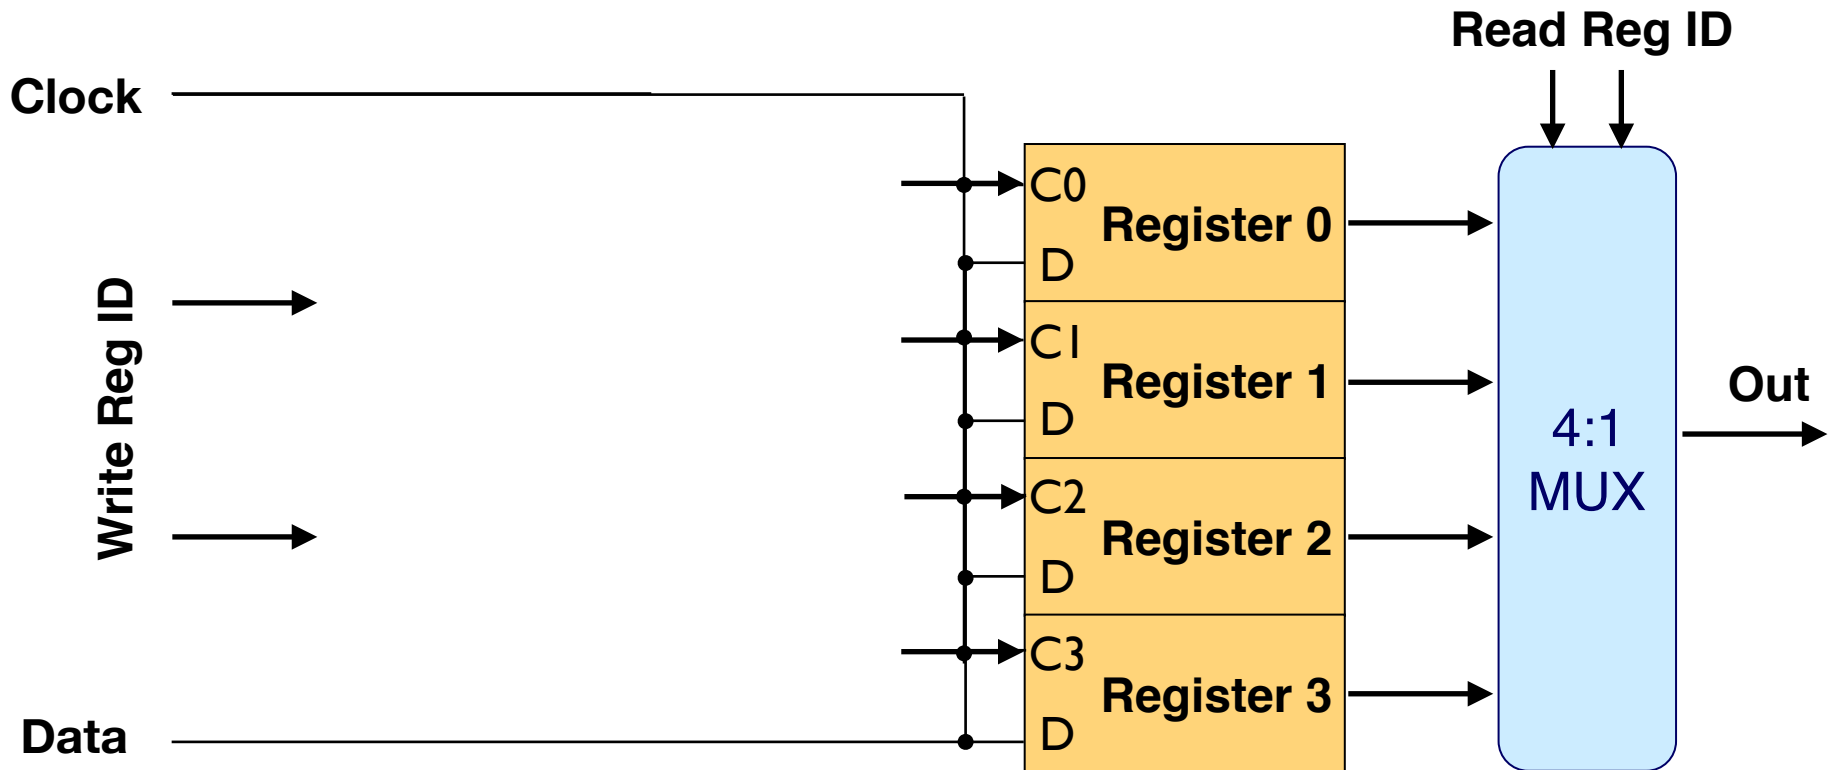 Read Reg ID
Clock
C0
Register 0
D
Write Reg ID
C1
Register 1
D
Out
4:1
MUX
C2
Register 2
D
C3
Register 3
D
Data